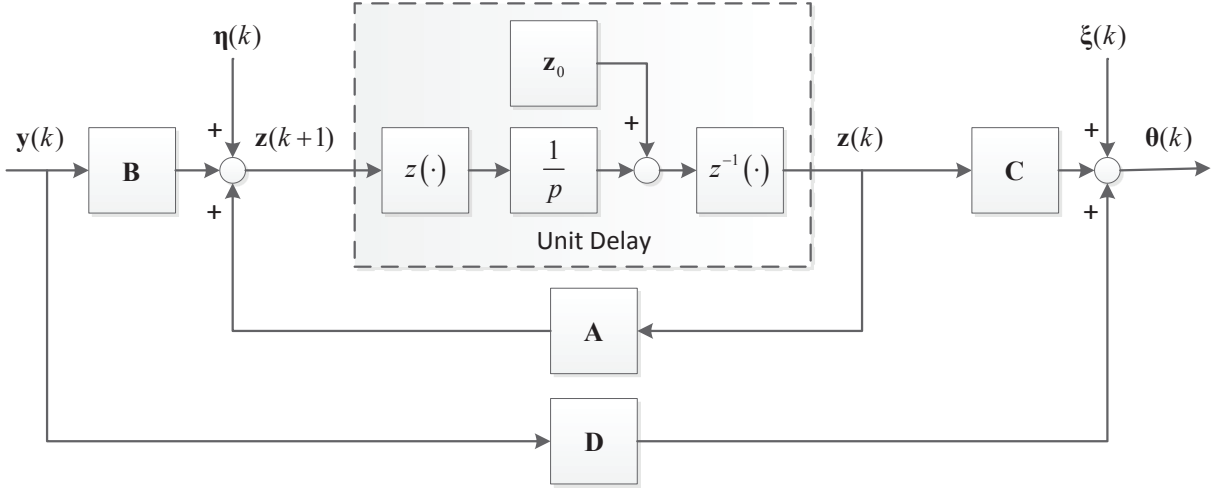 η(k)
ξ(k)
z₀
+
y(k)
B
+
z(k+1)
z(·)
1/p
z⁻¹(·)
z(k)
C
+
θ(k)
+
+
Unit Delay
A
D